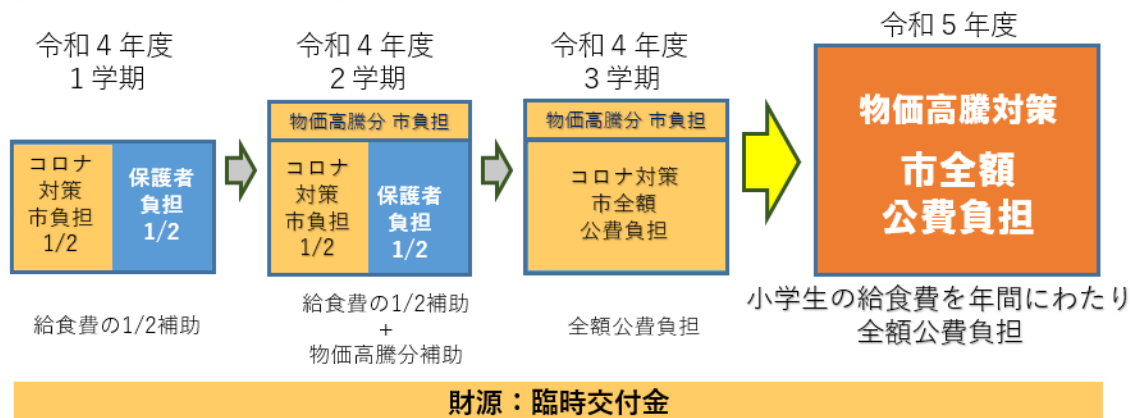 令和４年度
１学期
コロナ
対策
市負担
1/2
保護者
負担
1/2
給食費の1/2補助
令和４年度
２学期
物価高騰分 市負担
コロナ
対策
市負担
1/2
保護者
負担
1/2
給食費の1/2補助
+
物価高騰分補助
令和４年度
３学期
物価高騰分 市負担
コロナ対策
市全額
公費負担
全額公費負担
令和５年度
物価高騰対策
市全額
公費負担
小学生の給食費を年間にわたり
全額公費負担
財源：臨時交付金